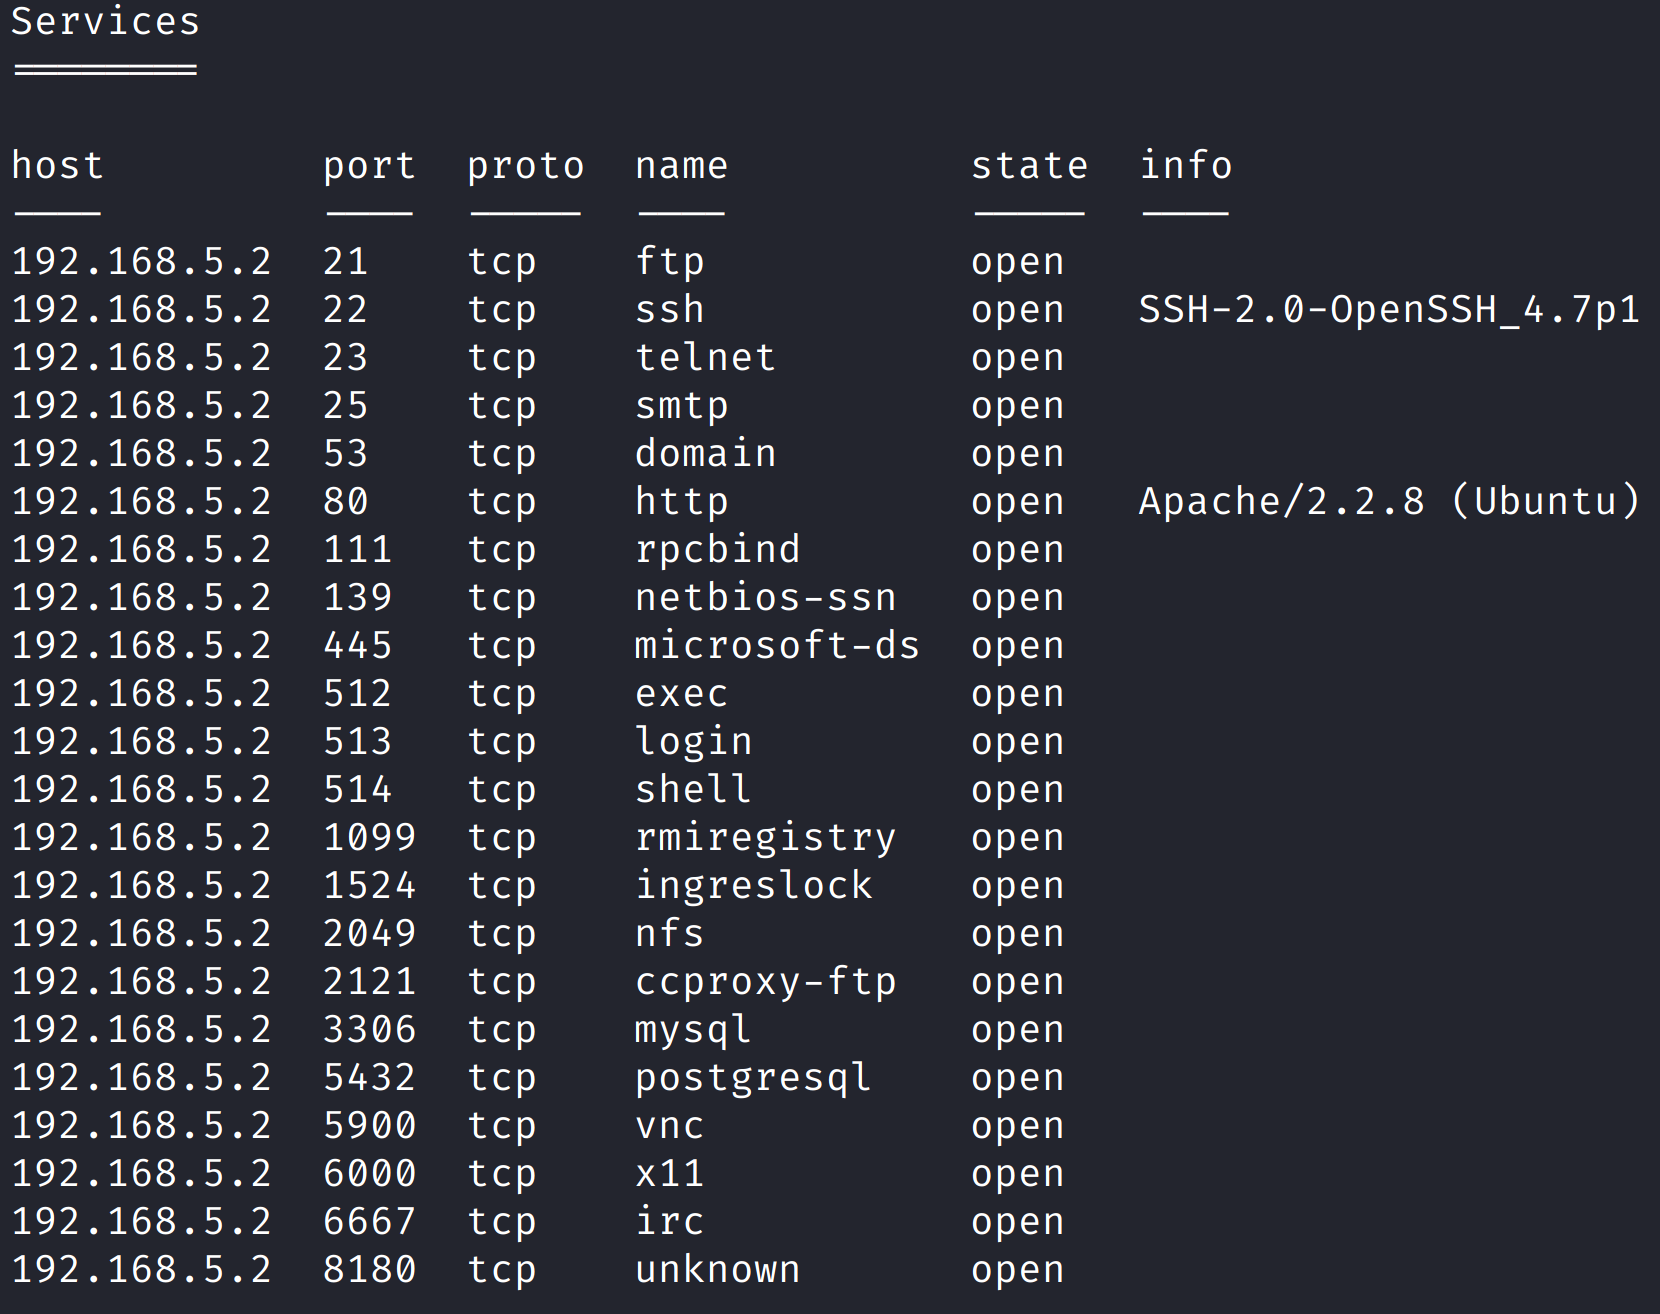 Services
========
host           port  proto  name          state  info
----           ----  -----  ----          -----  ----
192.168.5.2  21    tcp    ftp           open
192.168.5.2  22    tcp    ssh           open   SSH-2.0-OpenSSH_4.7p1
192.168.5.2  23    tcp    telnet        open
192.168.5.2  25    tcp    smtp          open
192.168.5.2  53    tcp    domain        open
192.168.5.2  80    tcp    http          open   Apache/2.2.8 (Ubuntu)
192.168.5.2  111   tcp    rpcbind       open
192.168.5.2  139   tcp    netbios-ssn   open
192.168.5.2  445   tcp    microsoft-ds  open
192.168.5.2  512   tcp    exec          open
192.168.5.2  513   tcp    login         open
192.168.5.2  514   tcp    shell         open
192.168.5.2  1099  tcp    rmiregistry   open
192.168.5.2  1524  tcp    ingreslock    open
192.168.5.2  2049  tcp    nfs           open
192.168.5.2  2121  tcp    ccproxy-ftp   open
192.168.5.2  3306  tcp    mysql         open
192.168.5.2  5432  tcp    postgresql    open
192.168.5.2  5900  tcp    vnc           open
192.168.5.2  6000  tcp    x11           open
192.168.5.2  6667  tcp    irc           open
192.168.5.2  8180  tcp    unknown       open